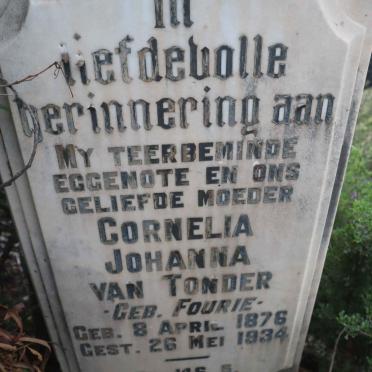 In
liefdevolle
herinnering aan
MY TEERBEMINDE
EGGENOTE EN ONS
GELIEFDE MOEDER
CORNELIA
JOHANNA
VAN TONDER
-GEB. FOURIE-
GEB. 8 APRIL 1876
GEST. 26 MEI 1934